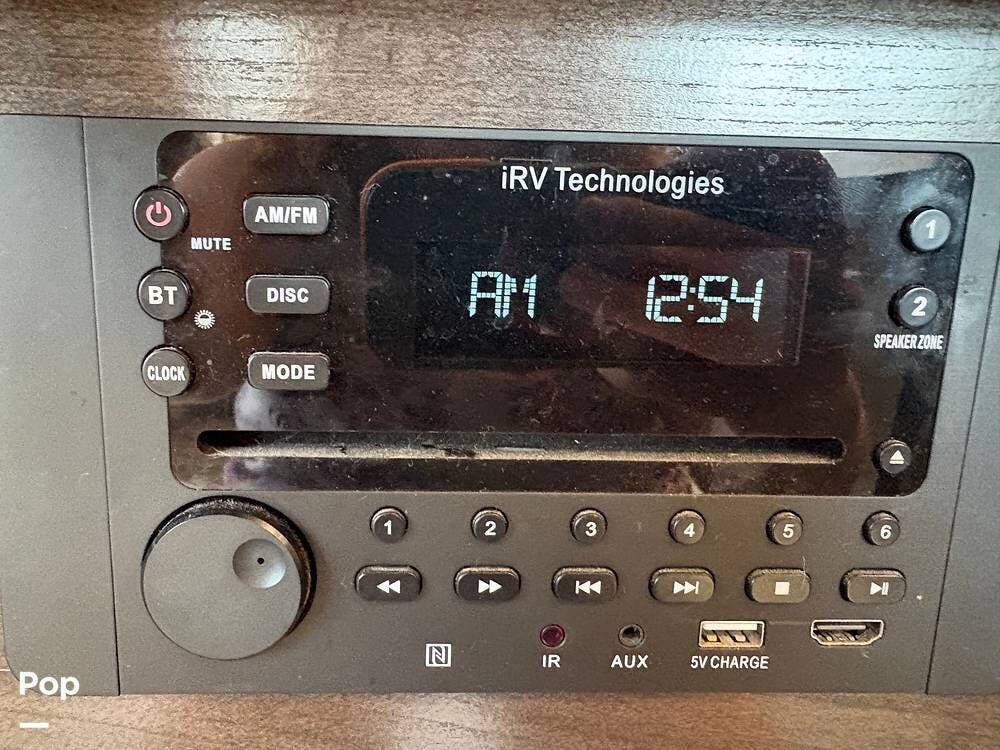 iRV Technologies
AM/FM
1
MUTE
BT
DISC
AM 12:54
2
SPEAKER ZONE
CLOCK
MODE
1 2 3 4 5 6
N
IR
AUX
5V CHARGE
Pop